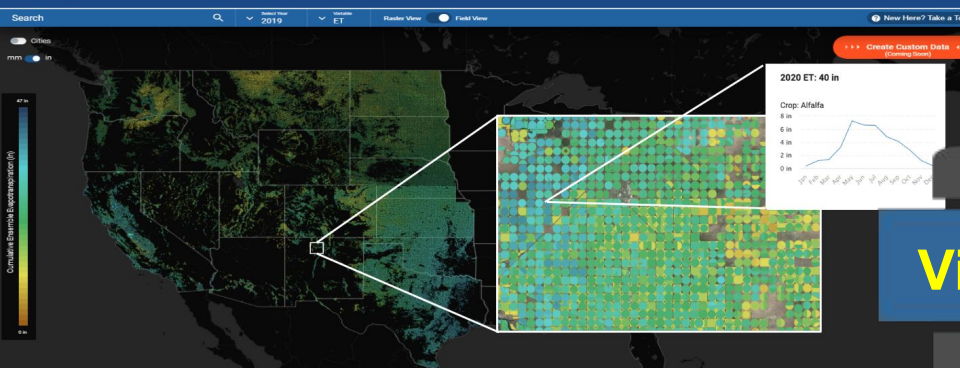 Search
Select Year
2019
Variable
ET
Raster View
Field View
New Here? Take a
Cities
mm
in
Create Custom Data
(Coming Soon)
47 in
Cumulative Ensemble Evapotranspiration (in)
0 in
2020 ET: 40 in
Crop: Alfalfa
8 in
6 in
4 in
2 in
0 in
Jan Feb Mar Apr May Jun Jul Aug Sep Oct Nov
Vi